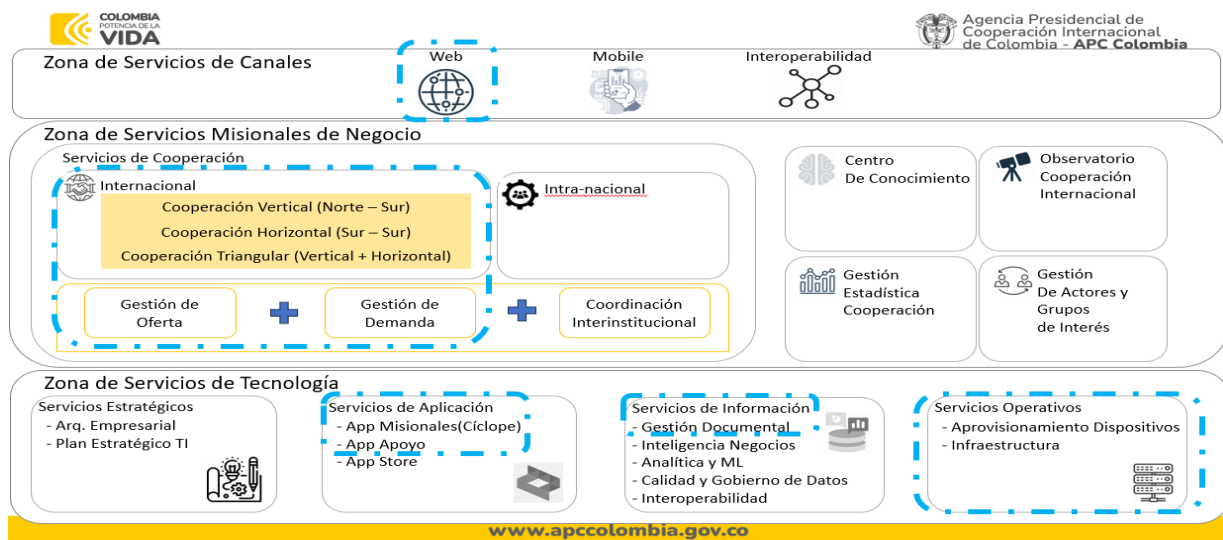 COLOMBIA
POTENCIA DE LA
VIDA
Agencia Presidencial de
Cooperación Internacional
de Colombia - APC Colombia
Zona de Servicios de Canales
Web
Mobile
Interoperabilidad
Zona de Servicios Misionales de Negocio
Servicios de Cooperación
Internacional
Cooperación Vertical (Norte – Sur)
Cooperación Horizontal (Sur – Sur)
Cooperación Triangular (Vertical + Horizontal)
Intra-nacional
Gestión de
Oferta
Gestión de
Demanda
Coordinación
Interinstitucional
Centro
De Conocimiento
Observatorio
Cooperación
Internacional
Gestión
Estadística
Cooperación
Gestión
De Actores y
Grupos
de Interés
Zona de Servicios de Tecnología
Servicios Estratégicos
- Arq. Empresarial
- Plan Estratégico TI
Servicios de Aplicación
- App Misionales(Cíclope)
- App Apoyo
- App Store
Servicios de Información
- Gestión Documental
- Inteligencia Negocios
- Analítica y ML
- Calidad y Gobierno de Datos
- Interoperabilidad
Servicios Operativos
- Aprovisionamiento Dispositivos
- Infraestructura
www.apccolombia.gov.co